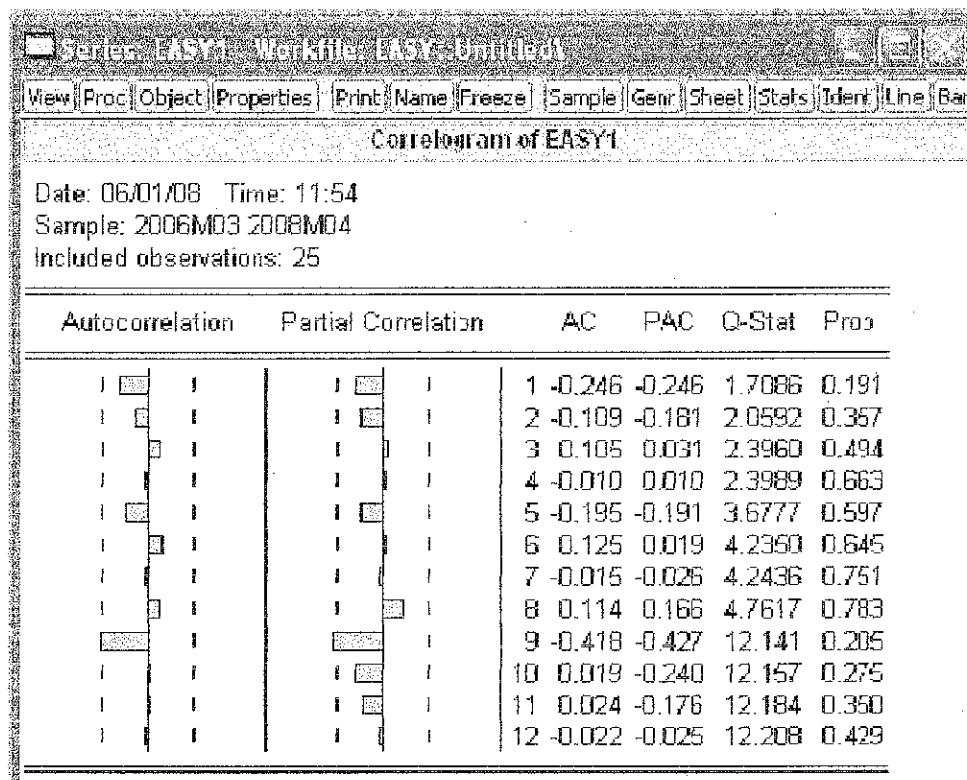 Series: EASY1 Workfile: EASY::Untitled\
View Proc Object Properties Print Name Freeze Sample Genr Sheet Stats Ident Line Bar
Correlogram of EASY1
Date: 06/01/08 Time: 11:54
Sample: 2006M03 2008M04
Included observations: 25
Autocorrelation Partial Correlation AC PAC Q-Stat Prob
1 -0.246 -0.246 1.7086 0.191
2 -0.109 -0.181 2.0592 0.357
3 0.105 0.031 2.3960 0.494
4 -0.010 0.010 2.3989 0.663
5 -0.195 -0.191 3.6777 0.597
6 0.125 0.019 4.2350 0.645
7 -0.015 -0.026 4.2436 0.751
8 0.114 0.166 4.7617 0.783
9 -0.418 -0.427 12.141 0.205
10 0.019 -0.240 12.157 0.275
11 0.024 -0.176 12.184 0.350
12 -0.022 -0.025 12.208 0.429